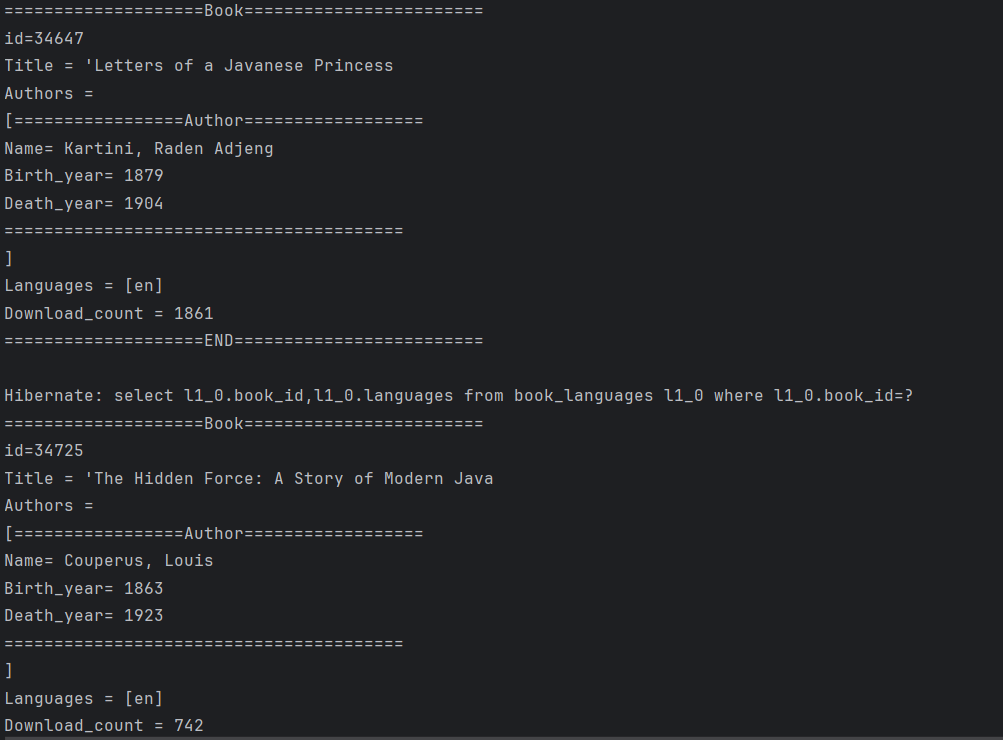 ====================Book========================
id=34647
Title = 'Letters of a Javanese Princess
Authors =
[=================Author==================
Name= Kartini, Raden Adjeng
Birth_year= 1879
Death_year= 1904
========================================
]
Languages = [en]
Download_count = 1861
====================END=========================
Hibernate: select l1_0.book_id,l1_0.languages from book_languages l1_0 where l1_0.book_id=?
====================Book========================
id=34725
Title = 'The Hidden Force: A Story of Modern Java
Authors =
[=================Author==================
Name= Couperus, Louis
Birth_year= 1863
Death_year= 1923
========================================
]
Languages = [en]
Download_count = 742